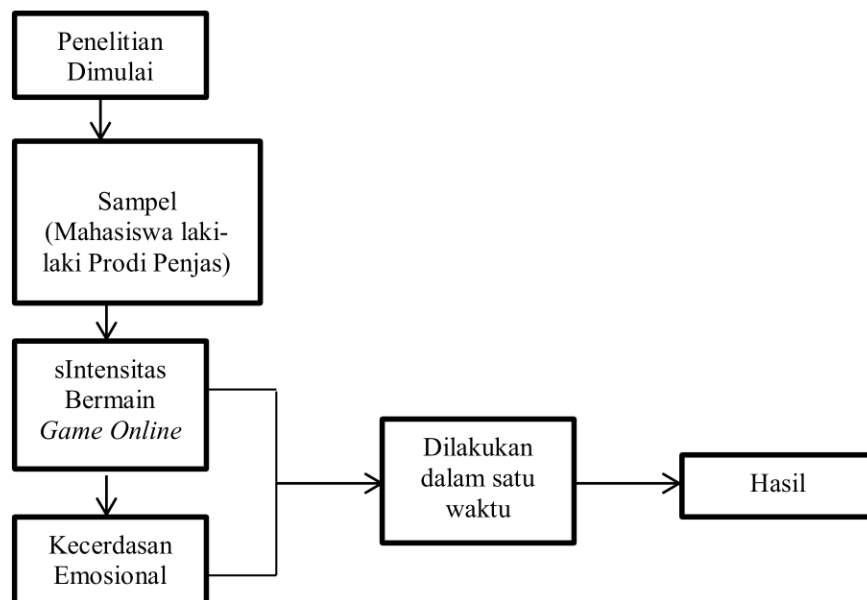 Penelitian
Dimulai
Sampel
(Mahasiswa laki-
laki Prodi Penjas)
sIntensitas
Bermain
Game Online
Kecerdasan
Emosional
Dilakukan
dalam satu
waktu
Hasil